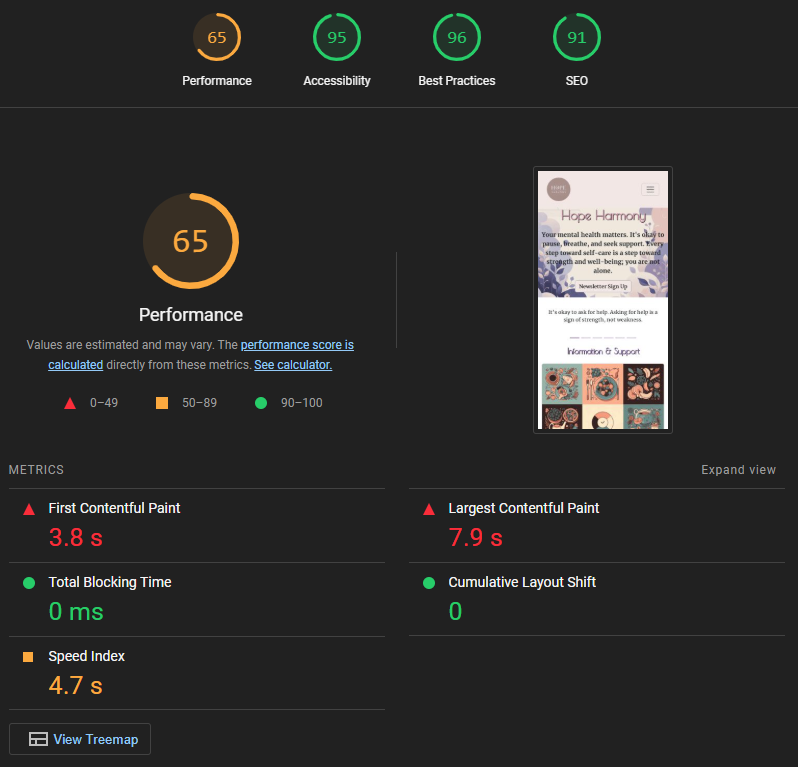 65
95
96
91
Performance
Accessibility
Best Practices
SEO
65
Performance
Values are estimated and may vary. The performance score is
calculated directly from these metrics. See calculator.
0–49
50–89
90–100
Hope Harmony
Your mental health matters. It's okay to
pause, breathe, and seek support. Every
step toward self-care is a step toward
strength and well-being; you are not
alone.
Newsletter Sign Up
It's okay to ask for help. Asking for help is a
sign of strength, not weakness.
Information & Support
METRICS
Expand view
First Contentful Paint
3.8 s
Largest Contentful Paint
7.9 s
Total Blocking Time
0 ms
Cumulative Layout Shift
0
Speed Index
4.7 s
View Treemap